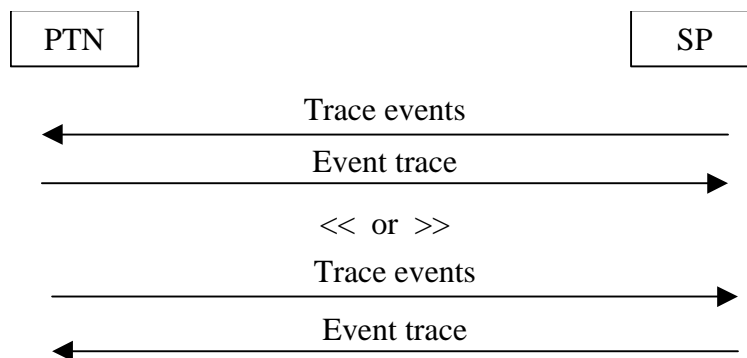 PTN SP
Trace events
Event trace
<< or >>
Trace events
Event trace